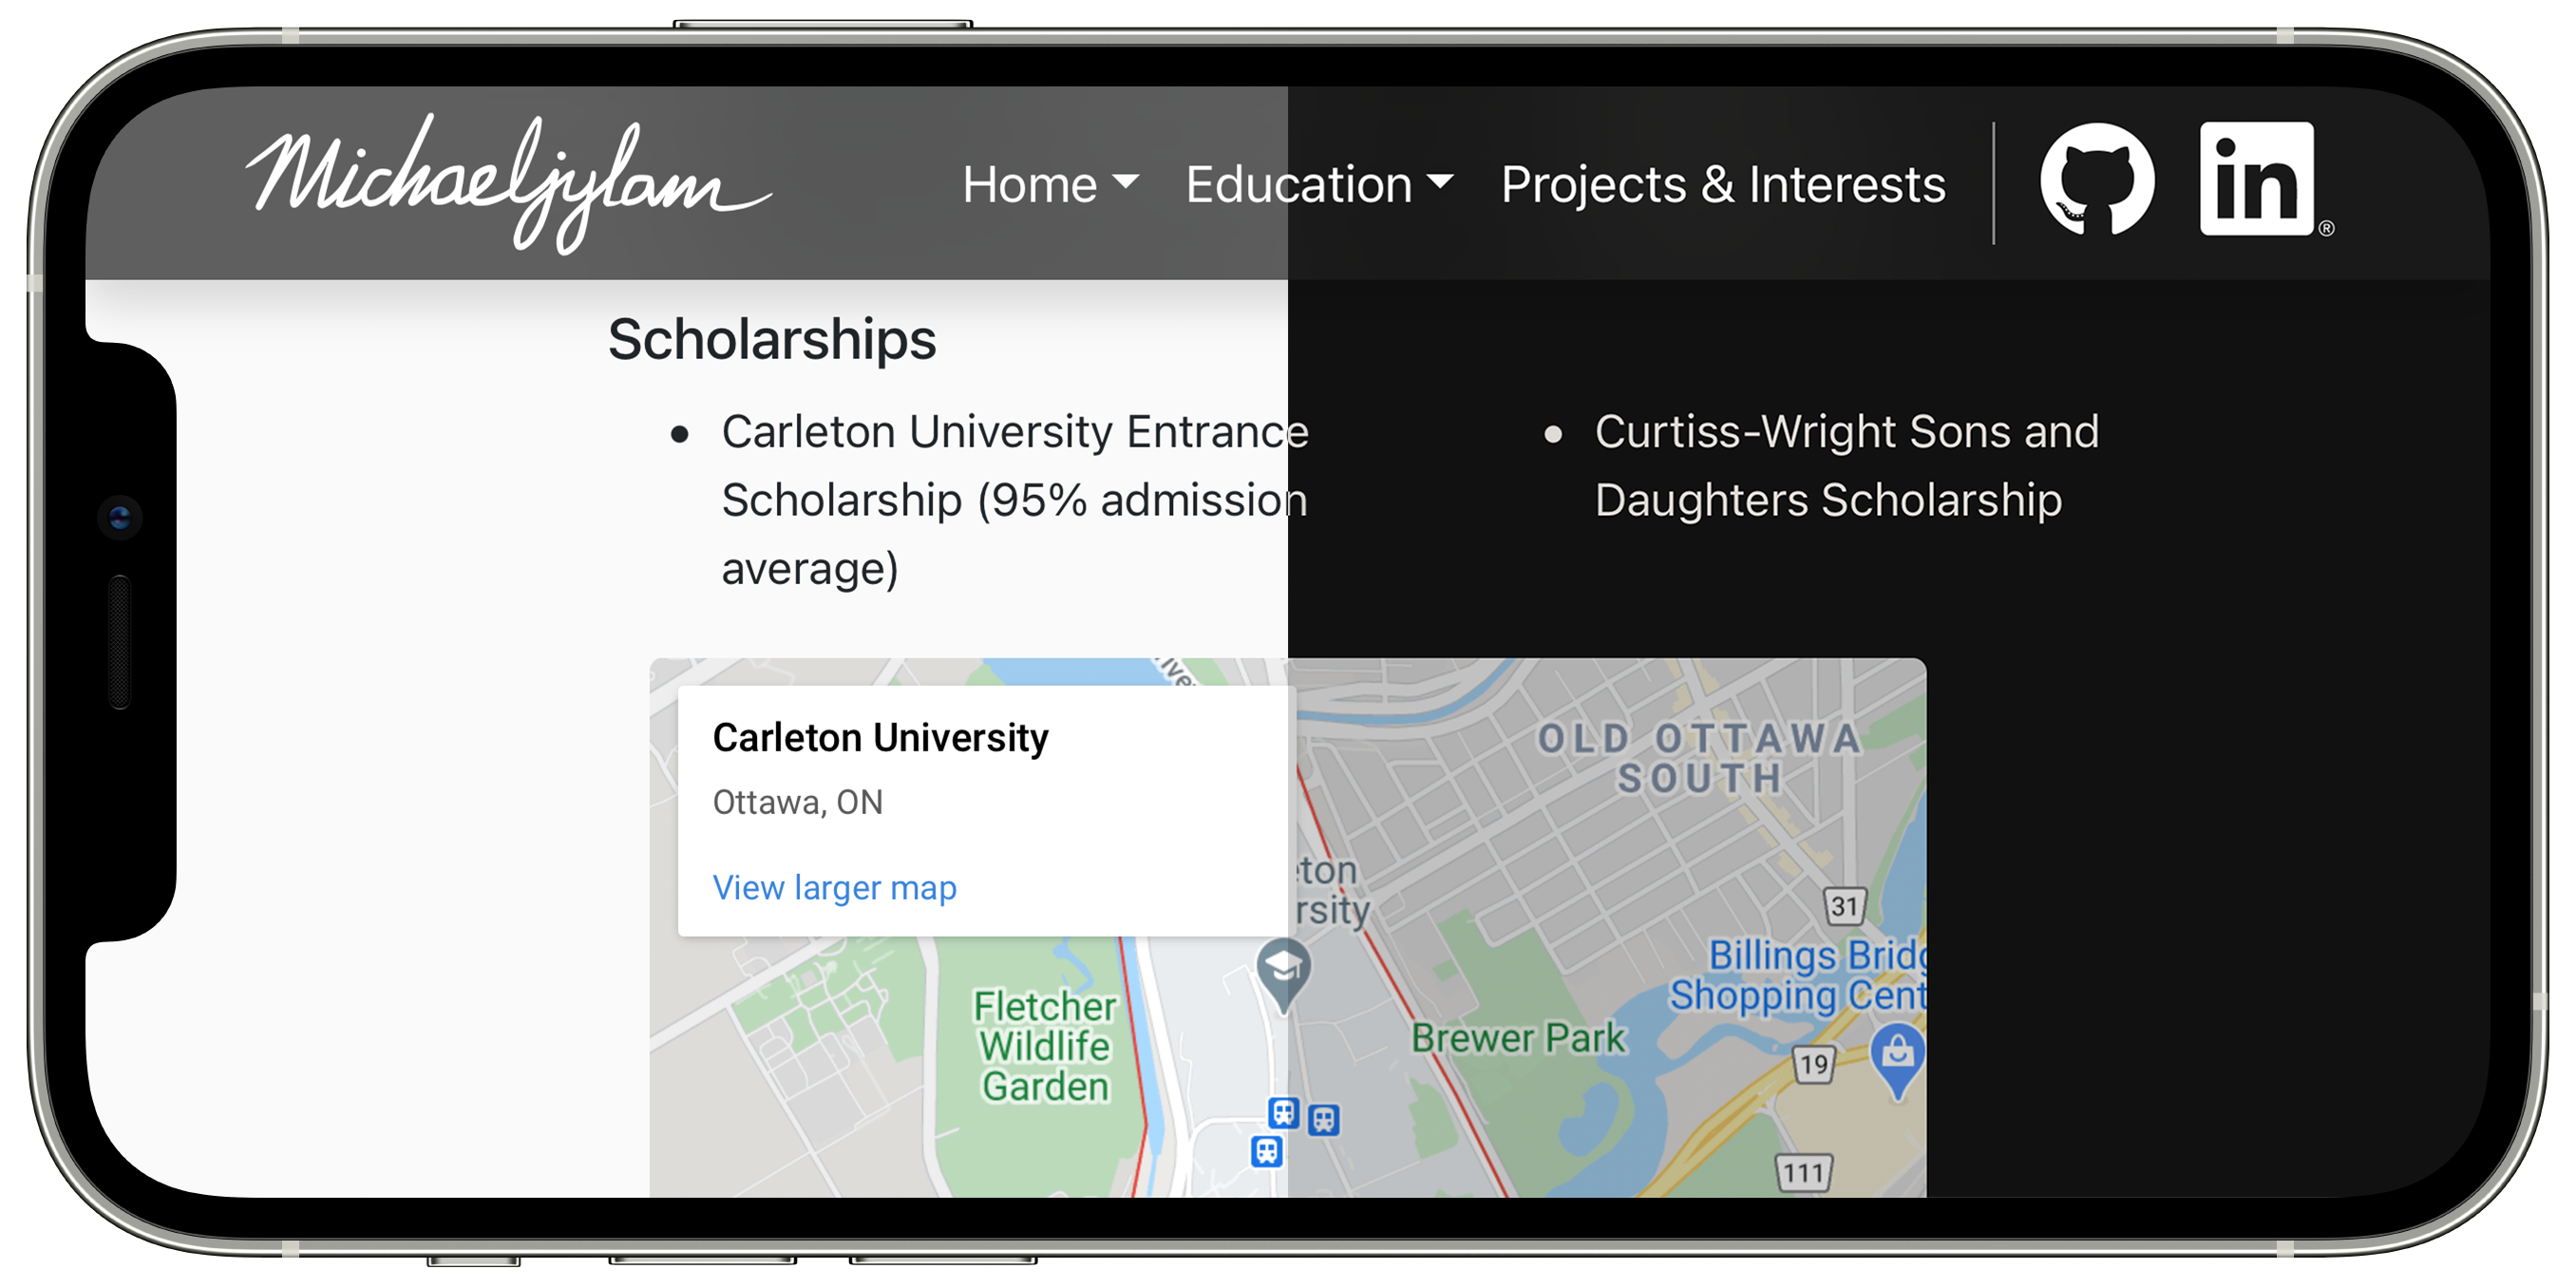 Michaeljylam
Home Education Projects & Interests
in ®
Scholarships
• Carleton University Entrance
Scholarship (95% admission
average)
• Curtiss-Wright Sons and
Daughters Scholarship
Carleton University
Ottawa, ON
View larger map
OLD OTTAWA
SOUTH
eton
rsity
31
Billings Bridg
Shopping Cent
Fletcher
Wildlife
Garden
Brewer Park
19
111